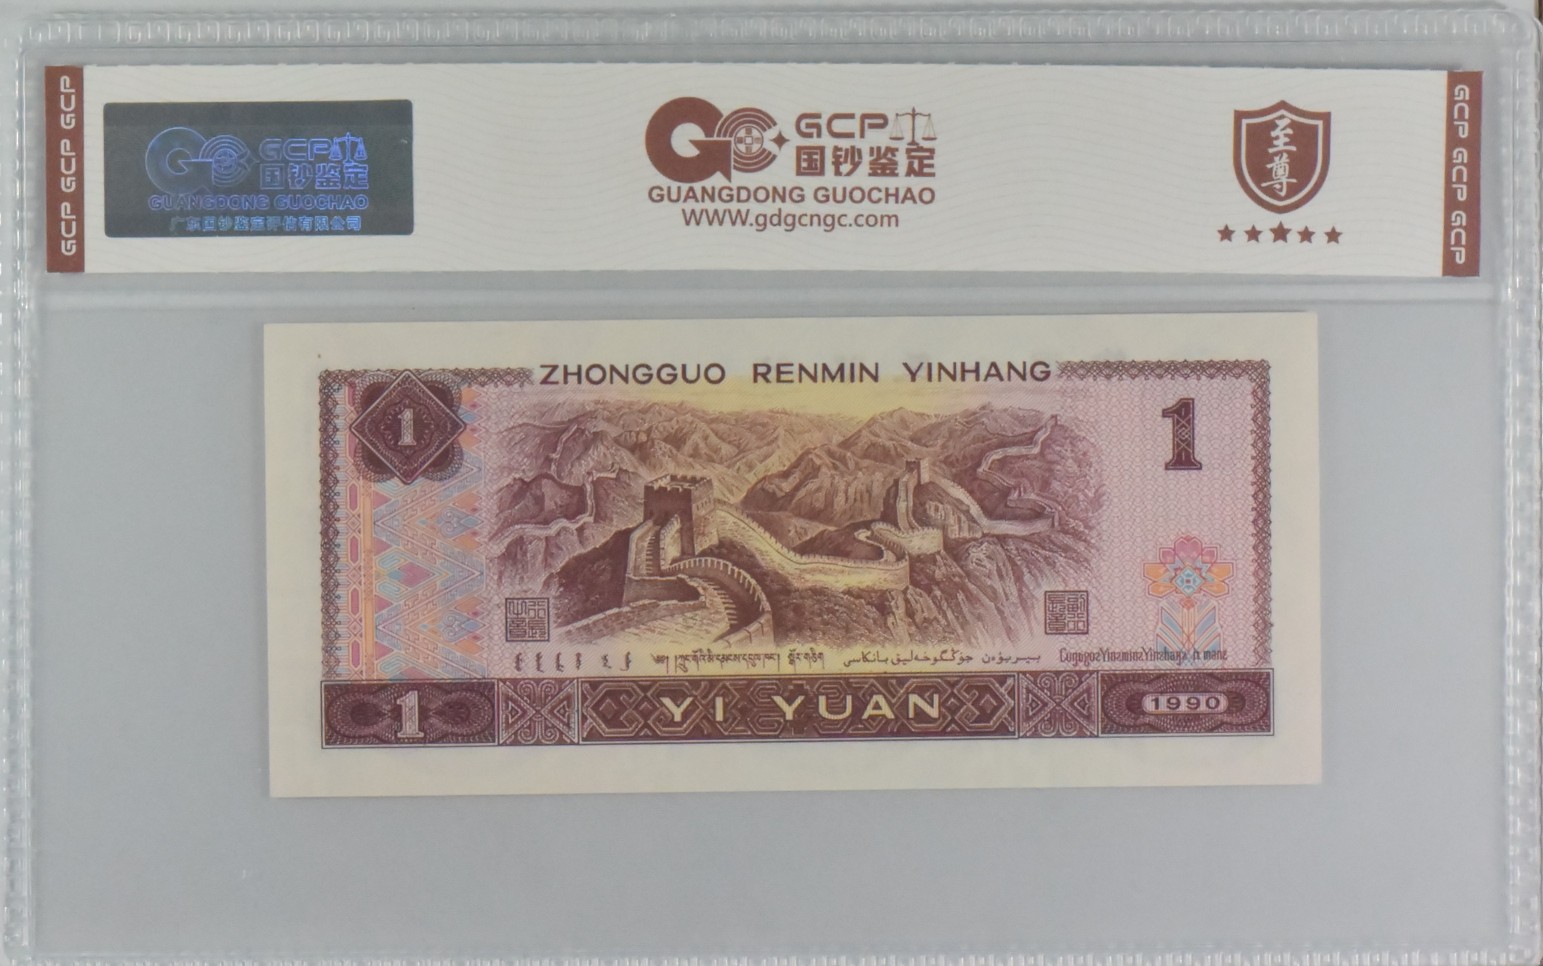 GCP GCP GCP
GCP
国钞鉴定
GUANGDONG GUOCHAO
广东国钞鉴定评估有限公司
GCP
国钞鉴定
GUANGDONG GUOCHAO
WWW.gdgcngc.com
至尊
GCP GCP GCP
ZHONGGUO RENMIN YINHANG
1
1
1
YI YUAN
1990